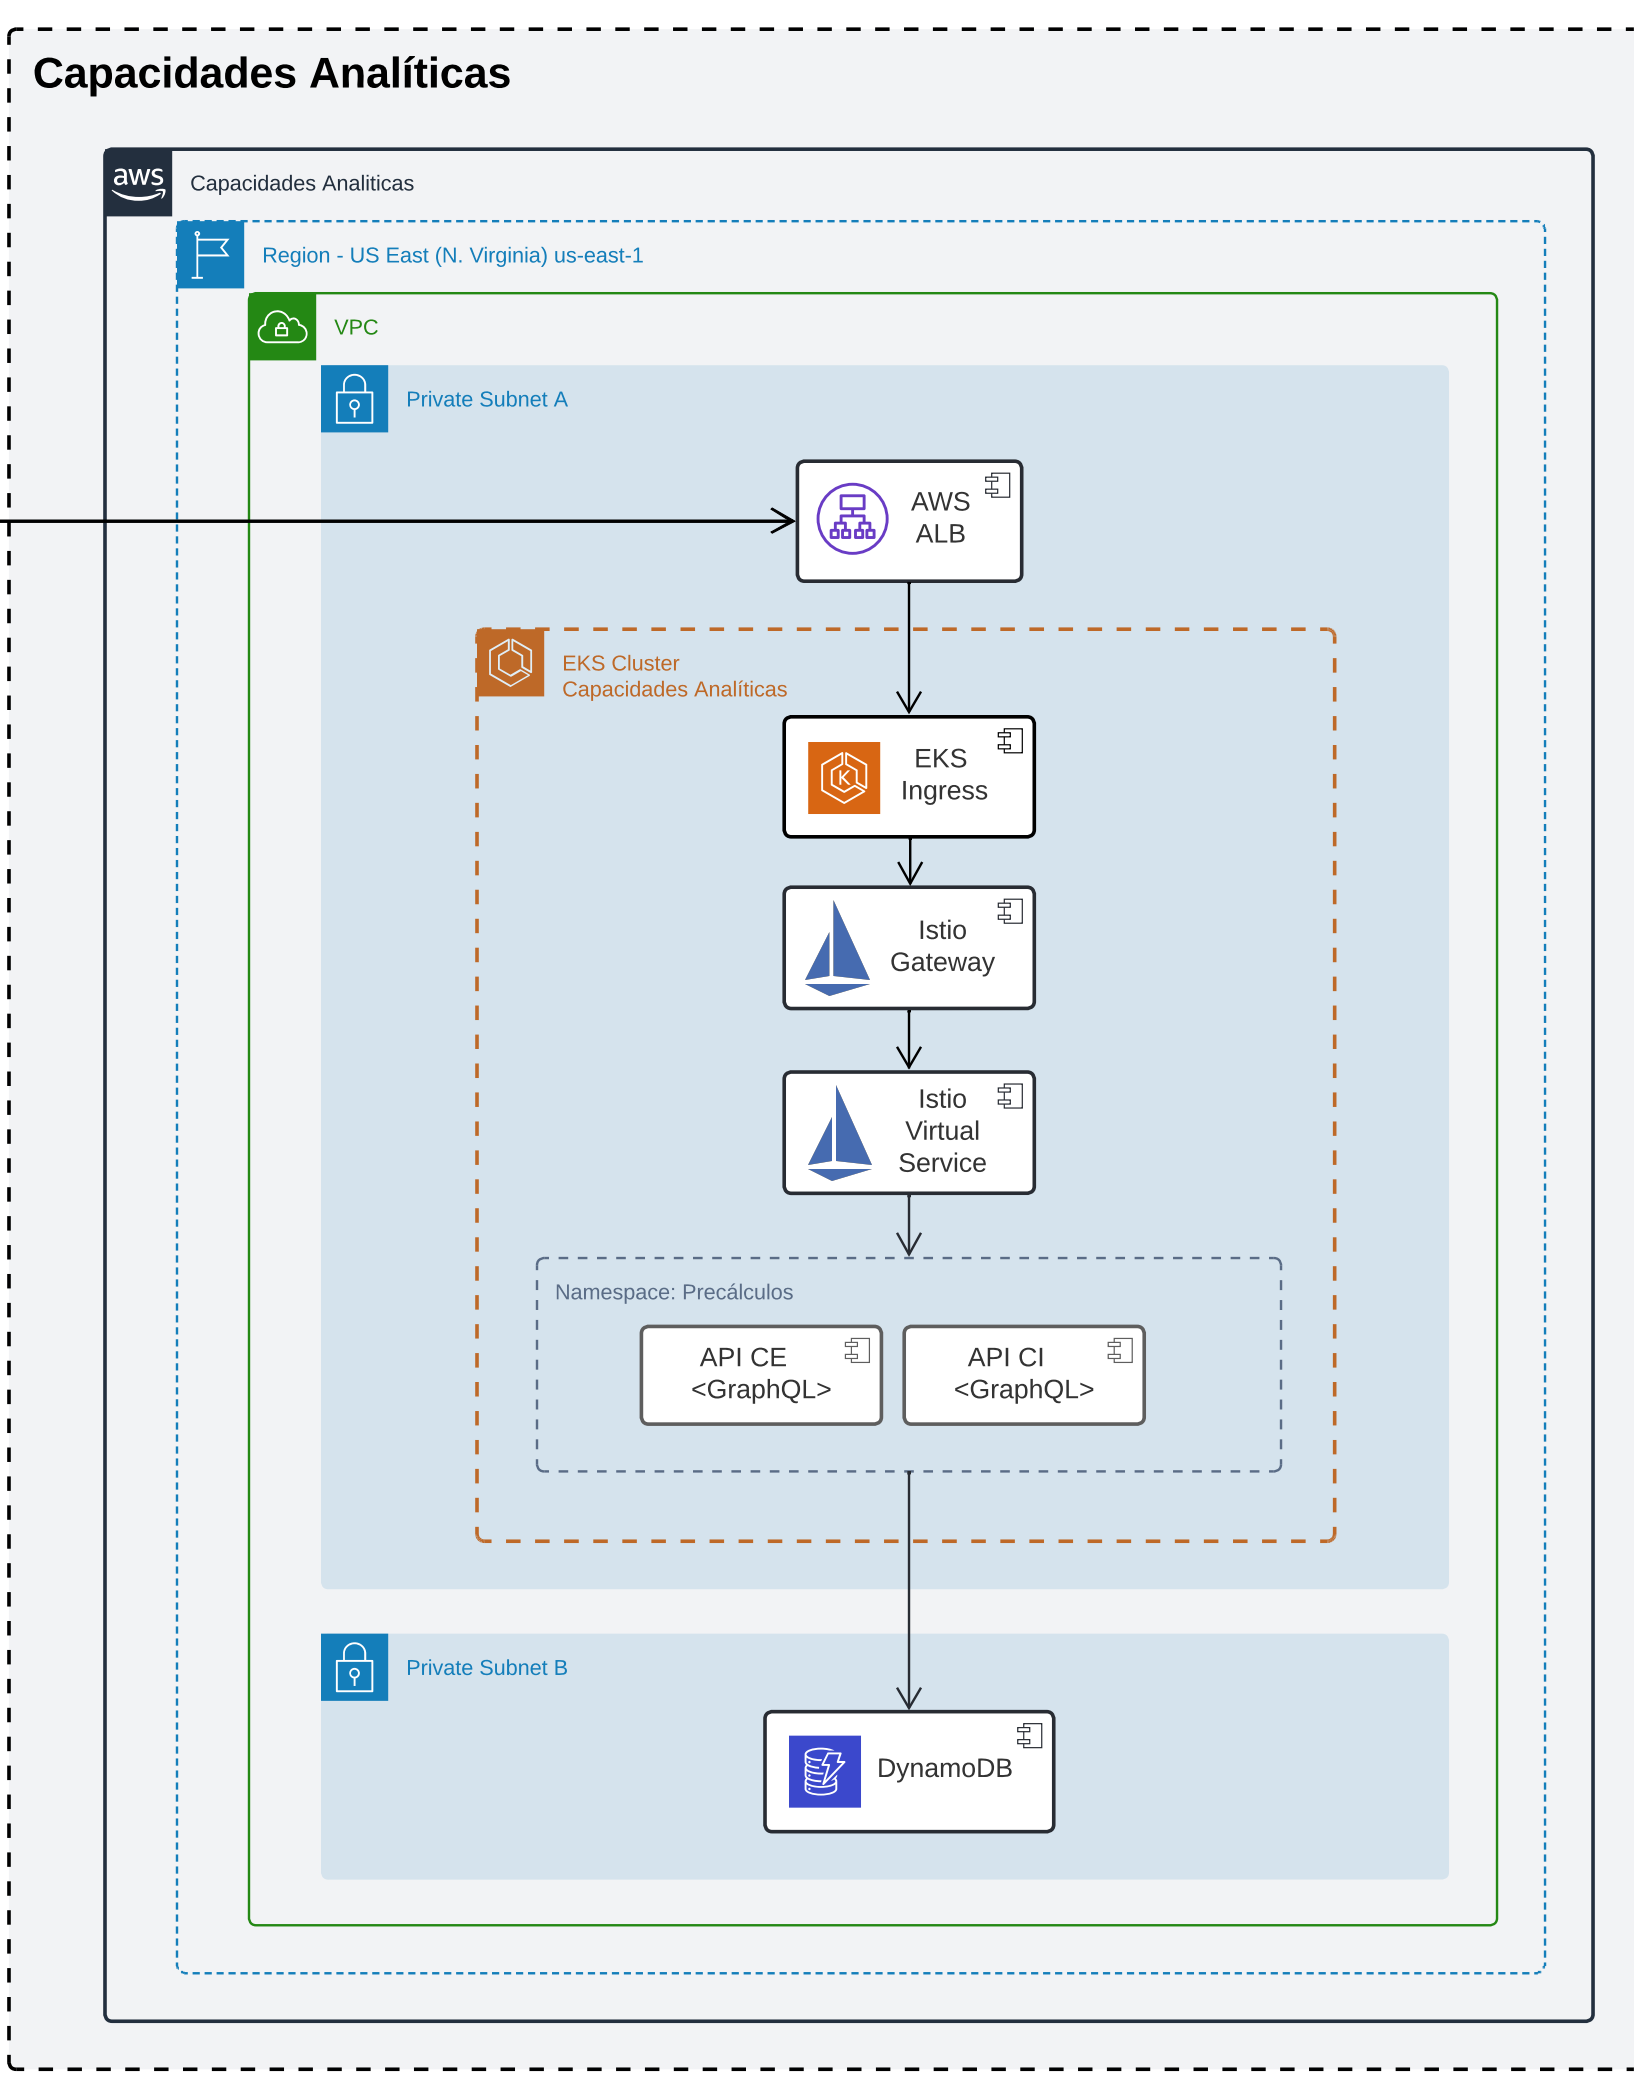 Capacidades Analíticas
aws
Capacidades Analiticas
Region - US East (N. Virginia) us-east-1
VPC
Private Subnet A
AWS
ALB
EKS Cluster
Capacidades Analíticas
EKS
Ingress
K
Istio
Gateway
Istio
Virtual
Service
Namespace: Precálculos
API CE
<GraphQL>
API CI
<GraphQL>
Private Subnet B
DynamoDB